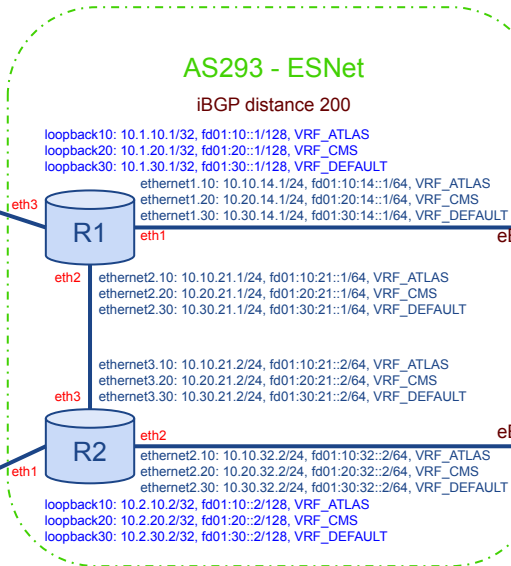 AS293 - ESNet
iBGP distance 200
loopback10: 10.1.10.1/32, fd01:10::1/128, VRF_ATLAS
loopback20: 10.1.20.1/32, fd01:20::1/128, VRF_CMS
loopback30: 10.1.30.1/32, fd01:30::1/128, VRF_DEFAULT
ethernet1.10: 10.10.14.1/24, fd01:10:14::1/64, VRF_ATLAS
ethernet1.20: 10.20.14.1/24, fd01:20:14::1/64, VRF_CMS
ethernet1.30: 10.30.14.1/24, fd01:30:14::1/64, VRF_DEFAULT
eth3
R1
eth1
eth2
ethernet2.10: 10.10.21.1/24, fd01:10:21::1/64, VRF_ATLAS
ethernet2.20: 10.20.21.1/24, fd01:20:21::1/64, VRF_CMS
ethernet2.30: 10.30.21.1/24, fd01:30:21::1/64, VRF_DEFAULT
ethernet3.10: 10.10.21.2/24, fd01:10:21::2/64, VRF_ATLAS
ethernet3.20: 10.20.21.2/24, fd01:20:21::2/64, VRF_CMS
ethernet3.30: 10.30.21.2/24, fd01:30:21::2/64, VRF_DEFAULT
eth3
R2
eth2
eth1
ethernet2.10: 10.10.32.2/24, fd01:10:32::2/64, VRF_ATLAS
ethernet2.20: 10.20.32.2/24, fd01:20:32::2/64, VRF_CMS
ethernet2.30: 10.30.32.2/24, fd01:30:32::2/64, VRF_DEFAULT
loopback10: 10.2.10.2/32, fd01:10::2/128, VRF_ATLAS
loopback20: 10.2.20.2/32, fd01:20::2/128, VRF_CMS
loopback30: 10.2.30.2/32, fd01:30::2/128, VRF_DEFAULT